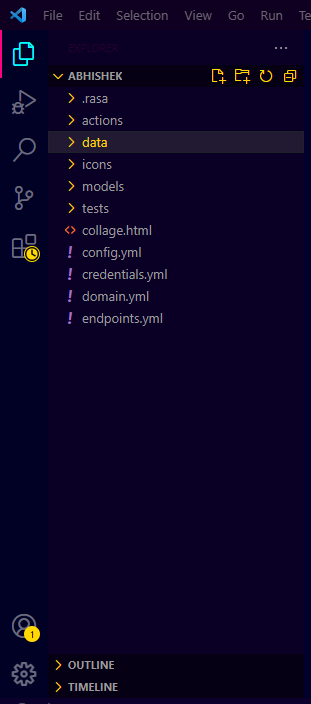 File Edit Selection View Go Run Te
EXPLORER
ABHISHEK
.rasa
actions
data
icons
models
tests
collage.html
config.yml
credentials.yml
domain.yml
endpoints.yml
1
OUTLINE
TIMELINE